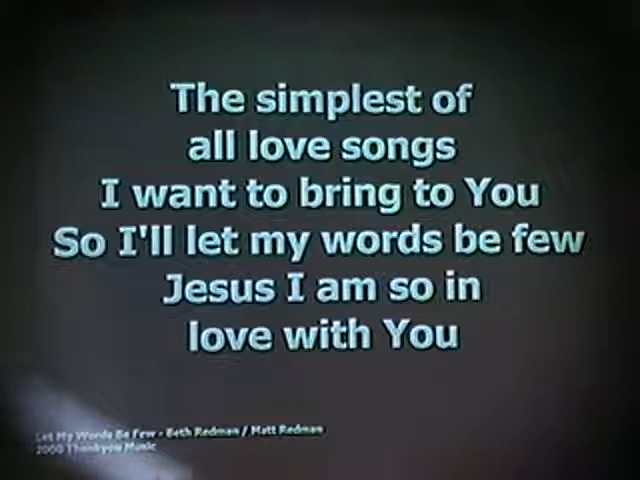 The simplest of
all love songs
I want to bring to You
So I'll let my words be few
Jesus I am so in
love with You
Let My Words Be Few - Beth Redman / Matt Redman
2000 Thankyou Music